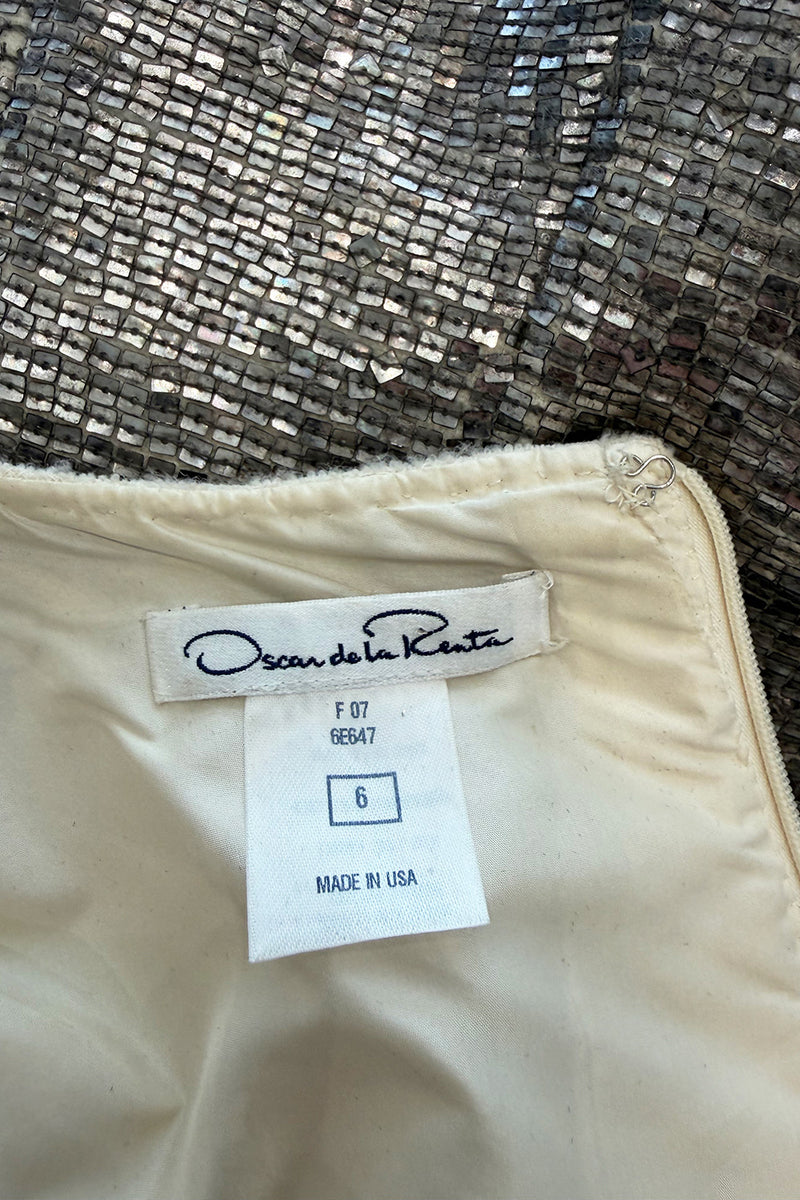 Oscar de la Renta
F 07
6E647
6
MADE IN USA